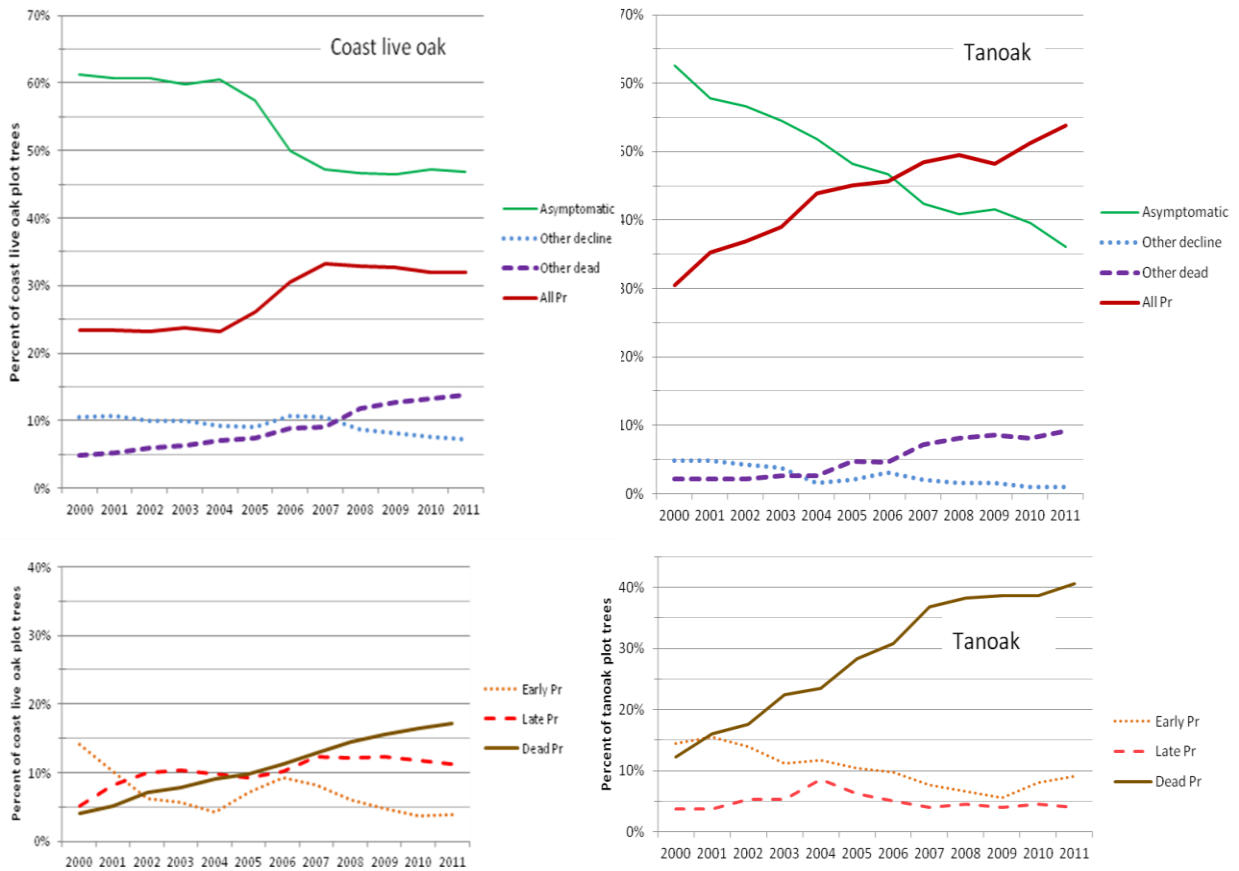 70%
60%
50%
40%
30%
20%
10%
0%
Percent of coast live oak plot trees
Coast live oak
2000 2001 2002 2003 2004 2005 2006 2007 2008 2009 2010 2011
Asymptomatic
Other decline
Other dead
All Pr
70%
60%
50%
40%
30%
20%
10%
0%
Tanoak
2000 2001 2002 2003 2004 2005 2006 2007 2008 2009 2010 2011
Asymptomatic
Other decline
Other dead
All Pr
40%
30%
20%
10%
0%
Percent of coast live oak plot trees
2000 2001 2002 2003 2004 2005 2006 2007 2008 2009 2010 2011
Early Pr
Late Pr
Dead Pr
40%
30%
20%
10%
0%
Percent of tanoak plot trees
Tanoak
2000 2001 2002 2003 2004 2005 2006 2007 2008 2009 2010 2011
Early Pr
Late Pr
Dead Pr